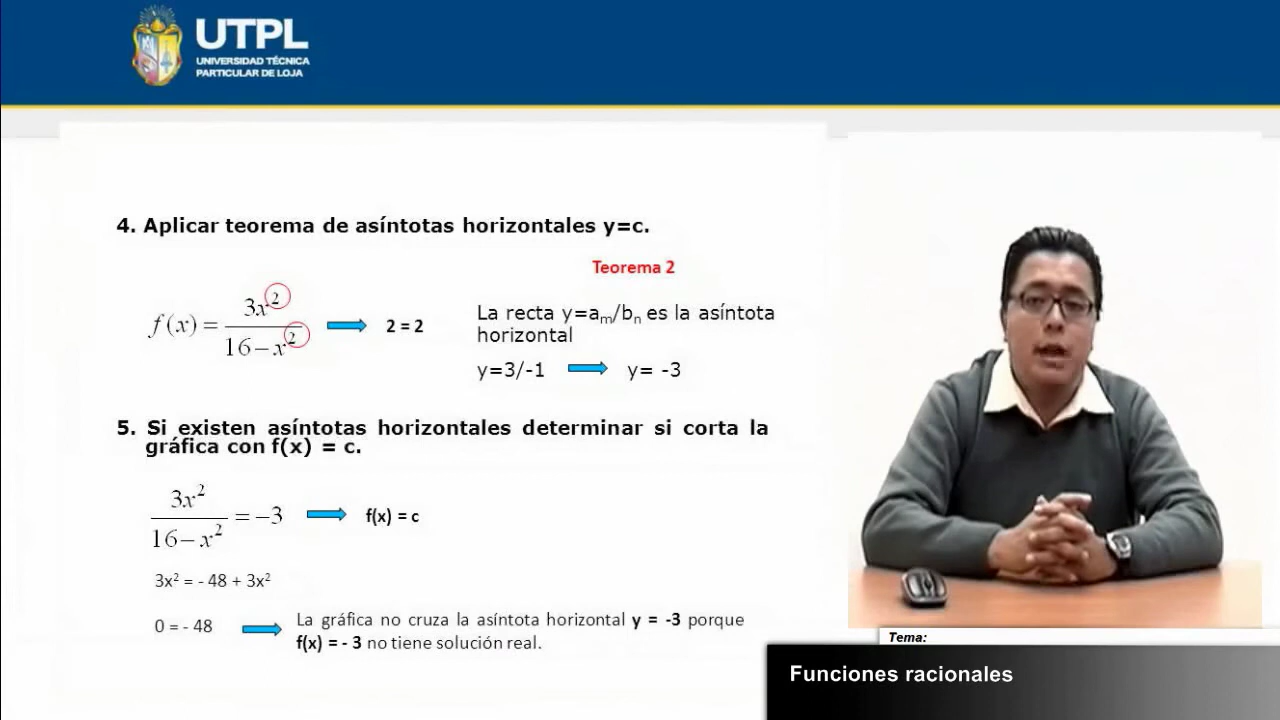 UTPL
UNIVERSIDAD TÉCNICA
PARTICULAR DE LOJA
4. Aplicar teorema de asíntotas horizontales y=c.
Teorema 2
f(x) = 3x² / 16 – x²
2 = 2
La recta y=aₘ/bₙ es la asíntota
horizontal
y=3/-1
y= -3
5. Si existen asíntotas horizontales determinar si corta la
gráfica con f(x) = c.
3x² / 16 – x² = –3
f(x) = c
3x² = - 48 + 3x²
0 = - 48
La gráfica no cruza la asíntota horizontal y = -3 porque
f(x) = - 3 no tiene solución real.
Tema:
Funciones racionales